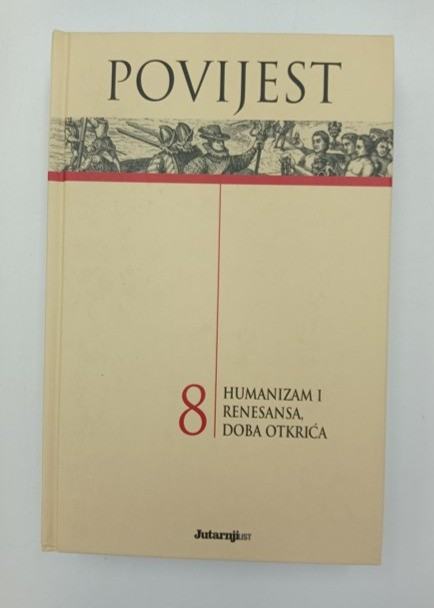 POVIJEST
8
HUMANIZAM I
RENESANSA,
DOBA OTKRIĆA
Jutarnji LIST